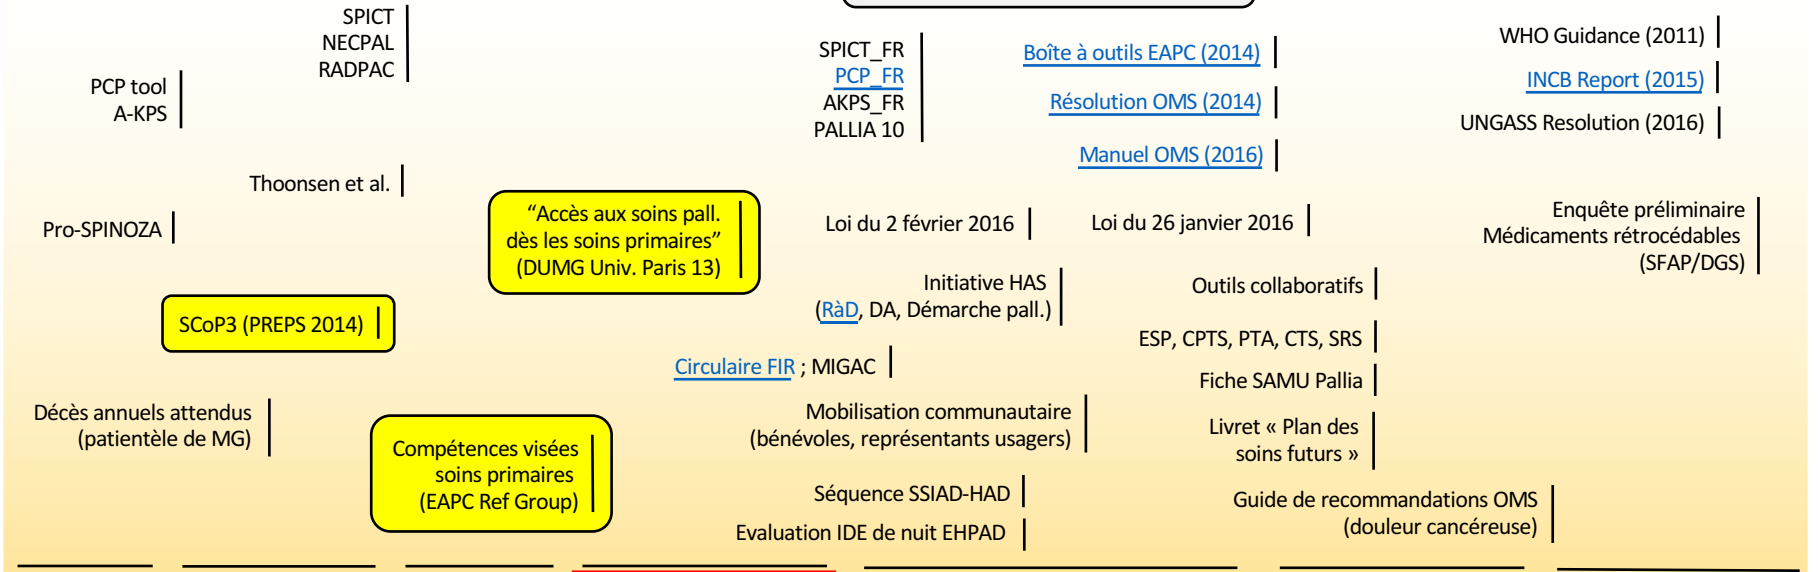 SPICT
NECPAL
RADPAC
PCP tool
A-KPS
Thoonsen et al.
Pro-SPINOZA
SCoP3 (PREPS 2014)
Décès annuels attendus
(patientèle de MG)
"Accès aux soins pall.
dès les soins primaires"
(DUMG Univ. Paris 13)
Compétences visées
soins primaires
(EAPC Ref Group)
SPICT_FR
PCP_FR
AKPS_FR
PALLIA 10
Loi du 2 février 2016
Initiative HAS
(RàD, DA, Démarche pall.)
Circulaire FIR ; MIGAC
Mobilisation communautaire
(bénévoles, représentants usagers)
Séquence SSIAD-HAD
Evaluation IDE de nuit EHPAD
Boîte à outils EAPC (2014)
Résolution OMS (2014)
Manuel OMS (2016)
Loi du 26 janvier 2016
Outils collaboratifs
ESP, CPTS, PTA, CTS, SRS
Fiche SAMU Pallia
Livret « Plan des
soins futurs »
Guide de recommandations OMS
(douleur cancéreuse)
WHO Guidance (2011)
INCB Report (2015)
UNGASS Resolution (2016)
Enquête préliminaire
Médicaments rétrocédables
(SFAP/DGS)